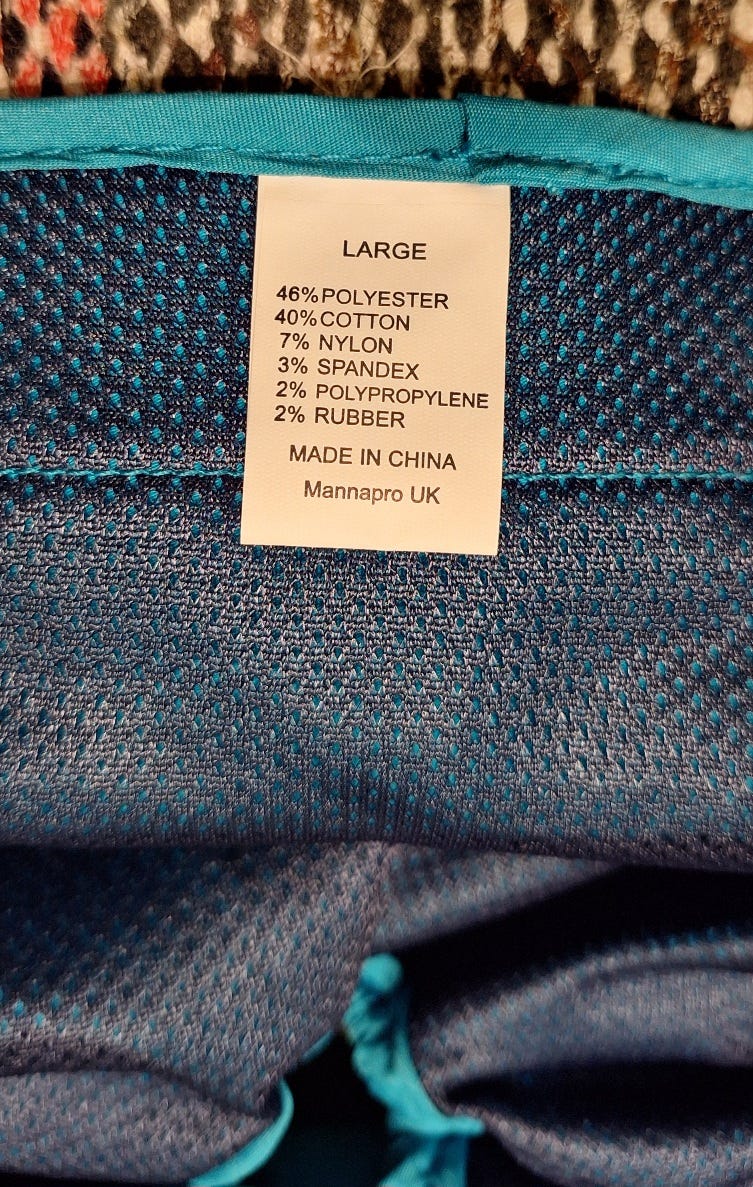 LARGE
46%POLYESTER
40%COTTON
7% NYLON
3% SPANDEX
2% POLYPROPYLENE
2% RUBBER
MADE IN CHINA
Mannapro UK